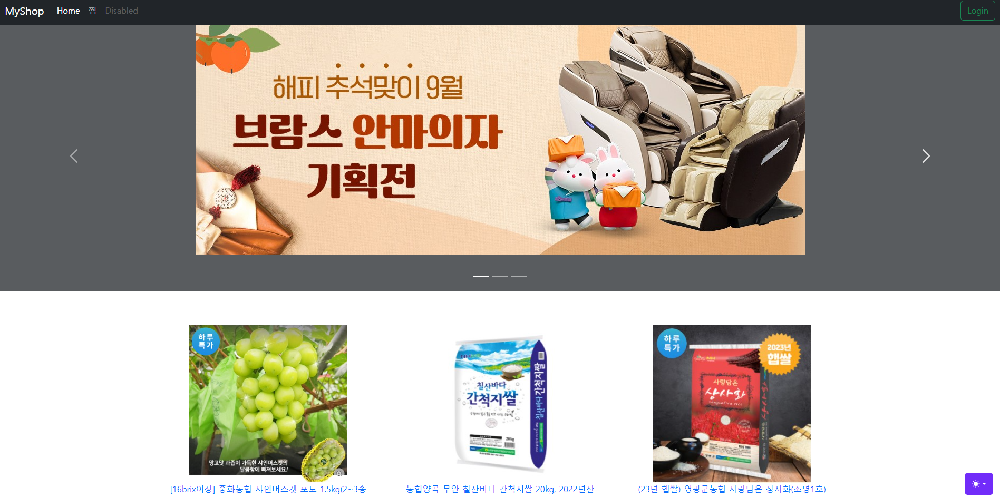 MyShop Home 찜 Disabled Login
해피 추석맞이 9월
브람스 안마의자
기획전
하루
특가
망고맛 과즙이 가득한 샤인머스켓의
달콤함에 빠져보세요!
칠산바다
간척지쌀
20kg
칠산바다 간척지쌀
하루
특가
2023년
햅쌀
NH
사랑담은
상사화
sangsahwa rice
[16brix이상] 중화농협 샤인머스켓 포도 1.5kg(2~3송
농협양곡 무안 칠산바다 간척지쌀 20kg, 2022년산
(23년 햅쌀) 영광군농협 사랑담은 상사화(조명1호)